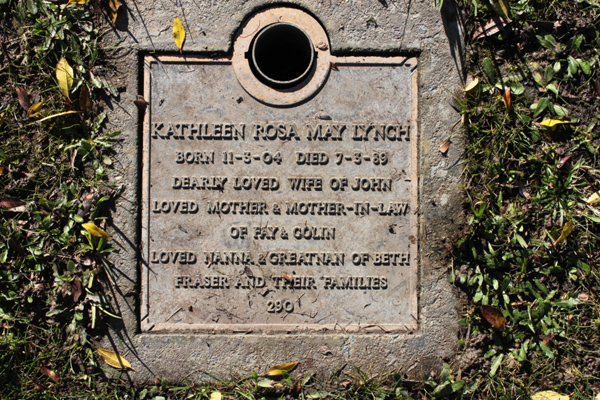 KATHLEEN ROSA MAY LYNCH
BORN 11-3-04 DIED 7-3-89
DEARLY LOVED WIFE OF JOHN
LOVED MOTHER & MOTHER-IN-LAW
OF FAY & COLIN
LOVED NANNA & GREATNAN OF BETH
FRASER AND THEIR FAMILIES
290